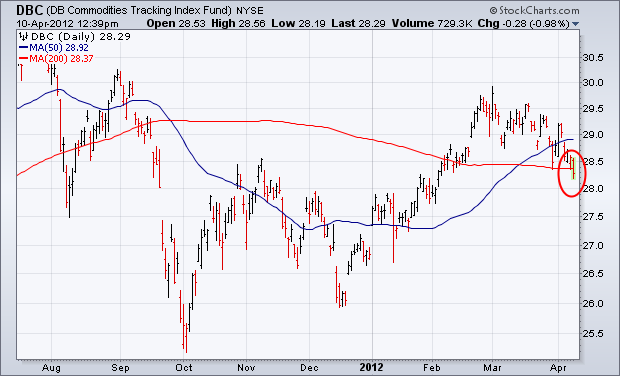 DBC (DB Commodities Tracking Index Fund) NYSE © StockCharts.com
10-Apr-2012 12:39pm Open 28.53 High 28.56 Low 28.19 Last 28.29 Volume 729.3K Chg -0.28 (-0.98%)
DBC (Daily) 28.29
MA(50) 28.92
MA(200) 28.37
30.5
30.0
29.5
29.0
28.5
28.0
27.5
27.0
26.5
26.0
25.5
Aug Sep Oct Nov Dec 2012 Feb Mar Apr